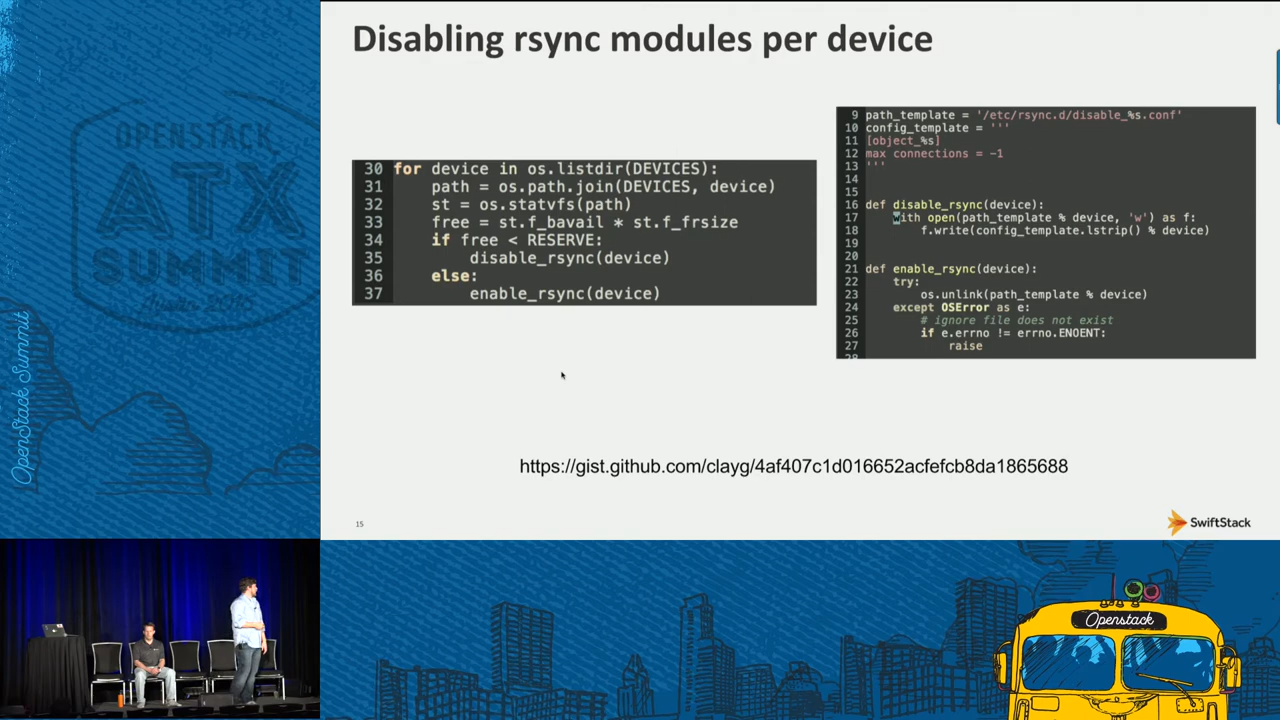 Disabling rsync modules per device
30 for device in os.listdir(DEVICES):
31 path = os.path.join(DEVICES, device)
32 st = os.statvfs(path)
33 free = st.f_bavail * st.f_frsize
34 if free < RESERVE:
35 disable_rsync(device)
36 else:
37 enable_rsync(device)
9 path_template = '/etc/rsync.d/disable_%s.conf'
10 config_template = '''
11 [object_%s]
12 max connections = -1
13 '''
14
15
16 def disable_rsync(device):
17 with open(path_template % device, 'w') as f:
18 f.write(config_template.lstrip() % device)
19
20
21 def enable_rsync(device):
22 try:
23 os.unlink(path_template % device)
24 except OSError as e:
25 # ignore file does not exist
26 if e.errno != errno.ENOENT:
27 raise
https://gist.github.com/clayg/4af407c1d016652acfefcb8da1865688
15
SwiftStack
OPENSTACK
ATX
SUMMIT
OpenStack Summit
Openstack